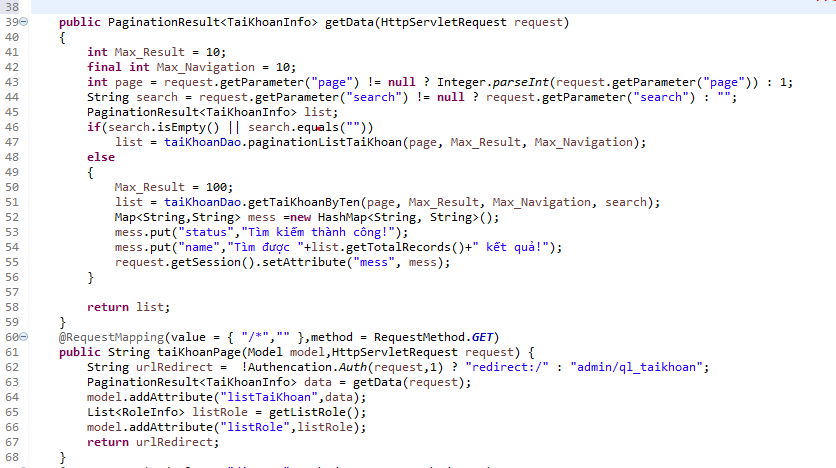 38
39 public PaginationResult<TaiKhoanInfo> getData(HttpServletRequest request)
40 {
41 int Max_Result = 10;
42 final int Max_Navigation = 10;
43 int page = request.getParameter("page") != null ? Integer.parseInt(request.getParameter("page")) : 1;
44 String search = request.getParameter("search") != null ? request.getParameter("search") : "";
45 PaginationResult<TaiKhoanInfo> list;
46 if(search.isEmpty() || search.equals(""))
47 list = taiKhoanDao.paginationListTaiKhoan(page, Max_Result, Max_Navigation);
48 else
49 {
50 Max_Result = 100;
51 list = taiKhoanDao.getTaiKhoanByTen(page, Max_Result, Max_Navigation, search);
52 Map<String,String> mess =new HashMap<String, String>();
53 mess.put("status","Tìm kiếm thành công!");
54 mess.put("name","Tìm được "+list.getTotalRecords()+" kết quả!");
55 request.getSession().setAttribute("mess", mess);
56 }
57
58 return list;
59 }
60 @RequestMapping(value = { "/*","" },method = RequestMethod.GET)
61 public String taiKhoanPage(Model model,HttpServletRequest request) {
62 String urlRedirect =  !Authencation.Auth(request,1) ? "redirect:/" : "admin/ql_taikhoan";
63 PaginationResult<TaiKhoanInfo> data = getData(request);
64 model.addAttribute("listTaiKhoan",data);
65 List<RoleInfo> listRole = getListRole();
66 model.addAttribute("listRole",listRole);
67 return urlRedirect;
68 }